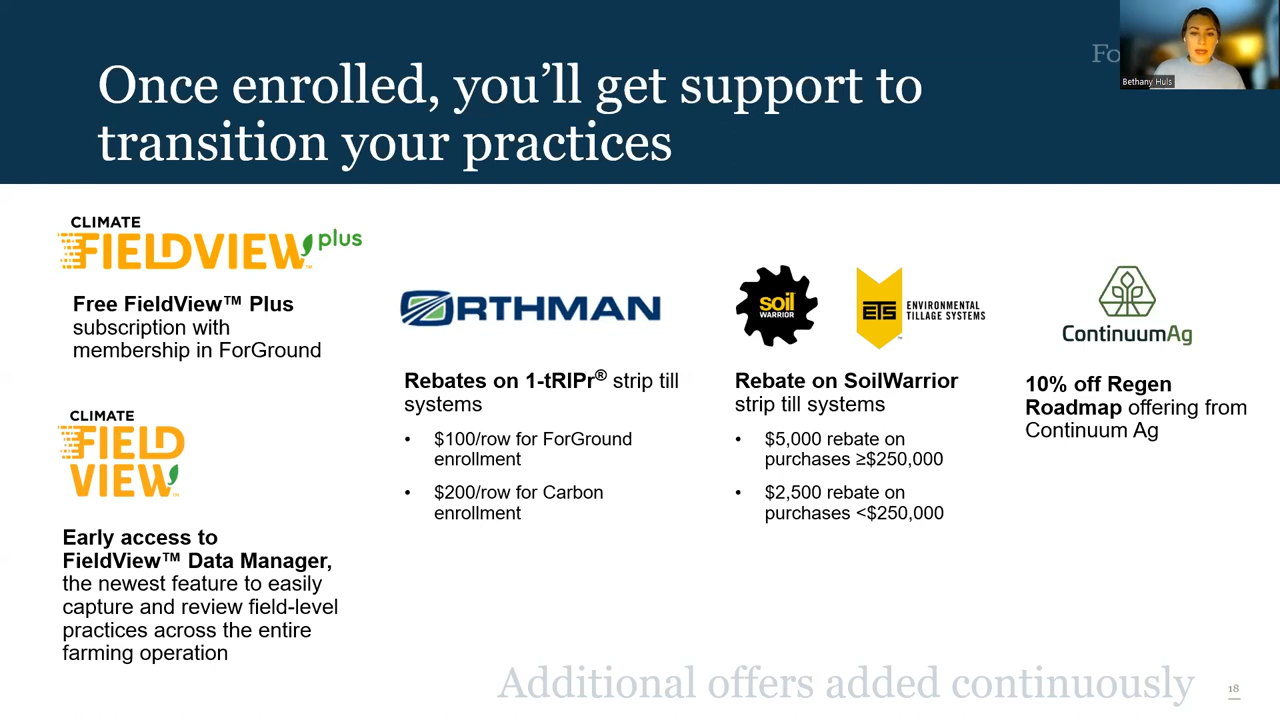 Once enrolled, you’ll get support to
transition your practices
Fo
Bethany Huls
CLIMATE
FIELDVIEW plus
Free FieldView™ Plus
subscription with
membership in ForGround
CLIMATE
FIELD
VIEW™
Early access to
FieldView™ Data Manager,
the newest feature to easily
capture and review field-level
practices across the entire
farming operation
ORTHMAN
Rebates on 1-tRIPr® strip till
systems
• $100/row for ForGround
enrollment
• $200/row for Carbon
enrollment
soil
WARRIOR
ETS
ENVIRONMENTAL
TILLAGE SYSTEMS
Rebate on SoilWarrior
strip till systems
• $5,000 rebate on
purchases ≥$250,000
• $2,500 rebate on
purchases <$250,000
ContinuumAg
10% off Regen
Roadmap offering from
Continuum Ag
Additional offers added continuously
18